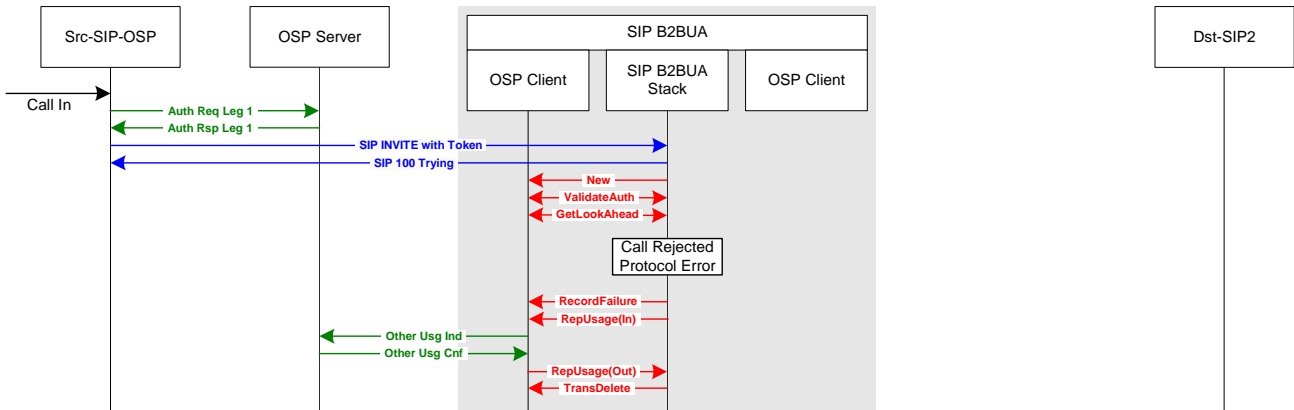 Src-SIP-OSP
OSP Server
SIP B2BUA
Dst-SIP2
OSP Client
SIP B2BUA
Stack
OSP Client
Call In
Auth Req Leg 1
Auth Rsp Leg 1
SIP INVITE with Token
SIP 100 Trying
New
ValidateAuth
GetLookAhead
Call Rejected
Protocol Error
RecordFailure
RepUsage(In)
Other Usg Ind
Other Usg Cnf
RepUsage(Out)
TransDelete